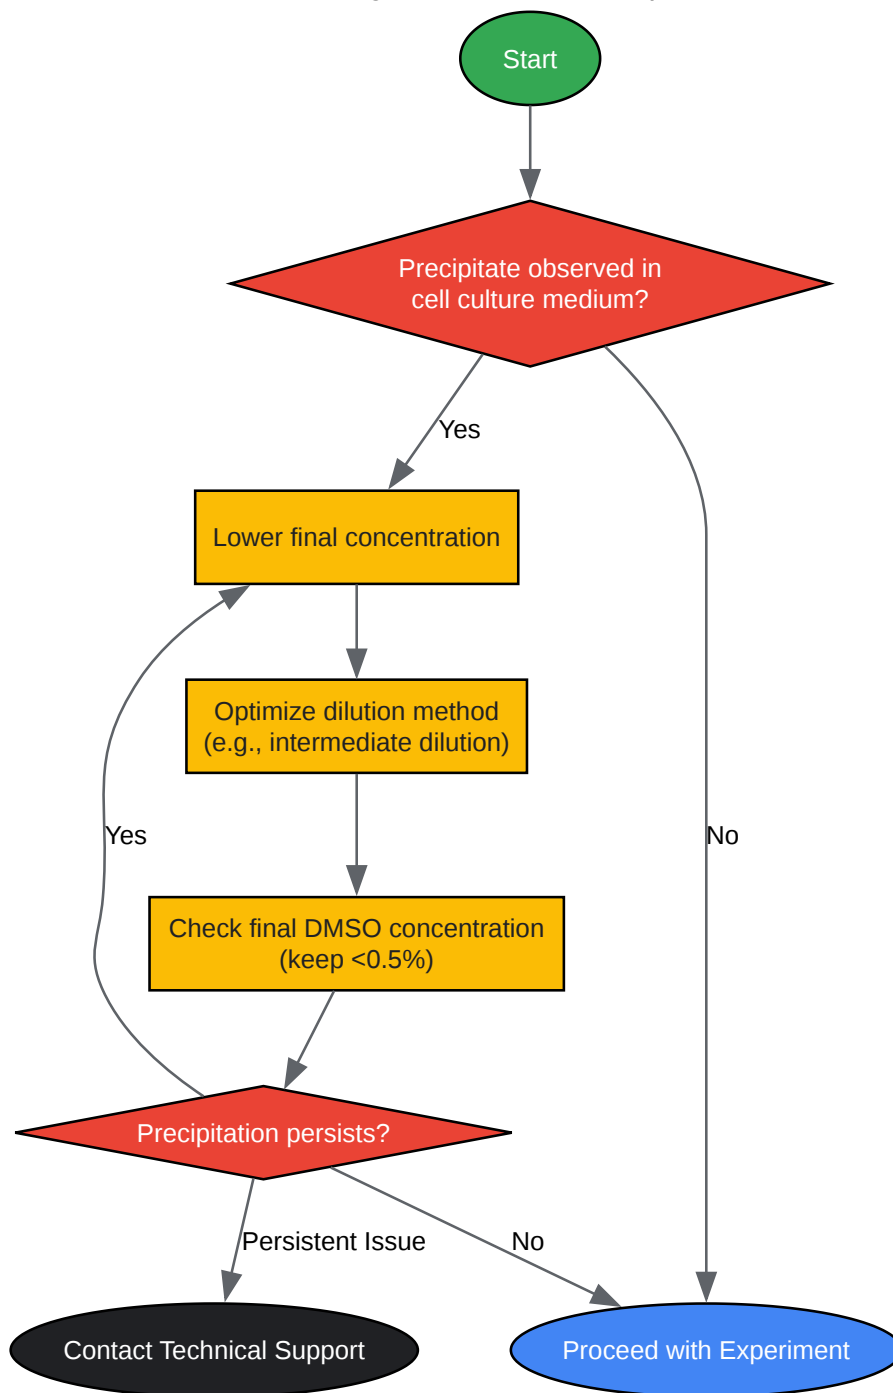 Start
Precipitate observed in
cell culture medium?
Yes
Lower final concentration
Optimize dilution method
(e.g., intermediate dilution)
Yes
No
Check final DMSO concentration
(keep <0.5%)
Precipitation persists?
Persistent Issue
No
Contact Technical Support
Proceed with Experiment